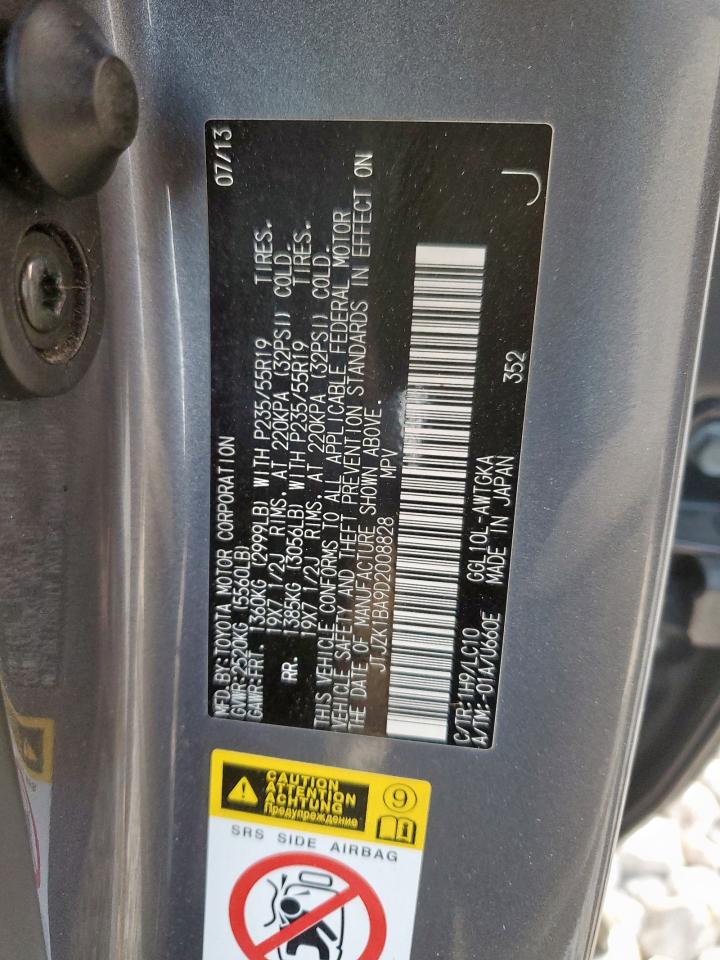 MFD.BY:TOYOTA MOTOR CORPORATION 07/13
GVWR:2520KG (5560LB)
GAWR:FRT. 1360KG (2999LB) WITH P235/55R19 TIRES.
19X7 1/2J RIMS, AT 220KPA (32PSI) COLD.
RR. 1385KG (3056LB) WITH P235/55R19 TIRES.
19X7 1/2J RIMS, AT 220KPA (32PSI) COLD.
THIS VEHICLE CONFORMS TO ALL APPLICABLE FEDERAL MOTOR
VEHICLE SAFETY AND THEFT PREVENTION STANDARDS IN EFFECT ON
THE DATE OF MANUFACTURE SHOWN ABOVE.
JTJZK1BA9D2008828 MPV
C/TR:1H9/LC10 GGL10L-AWTGKA
A/TM:-01A/U660E MADE IN JAPAN 352 J
CAUTION
ATTENTION
ACHTUNG
Предупреждение
9
SRS SIDE AIRBAG